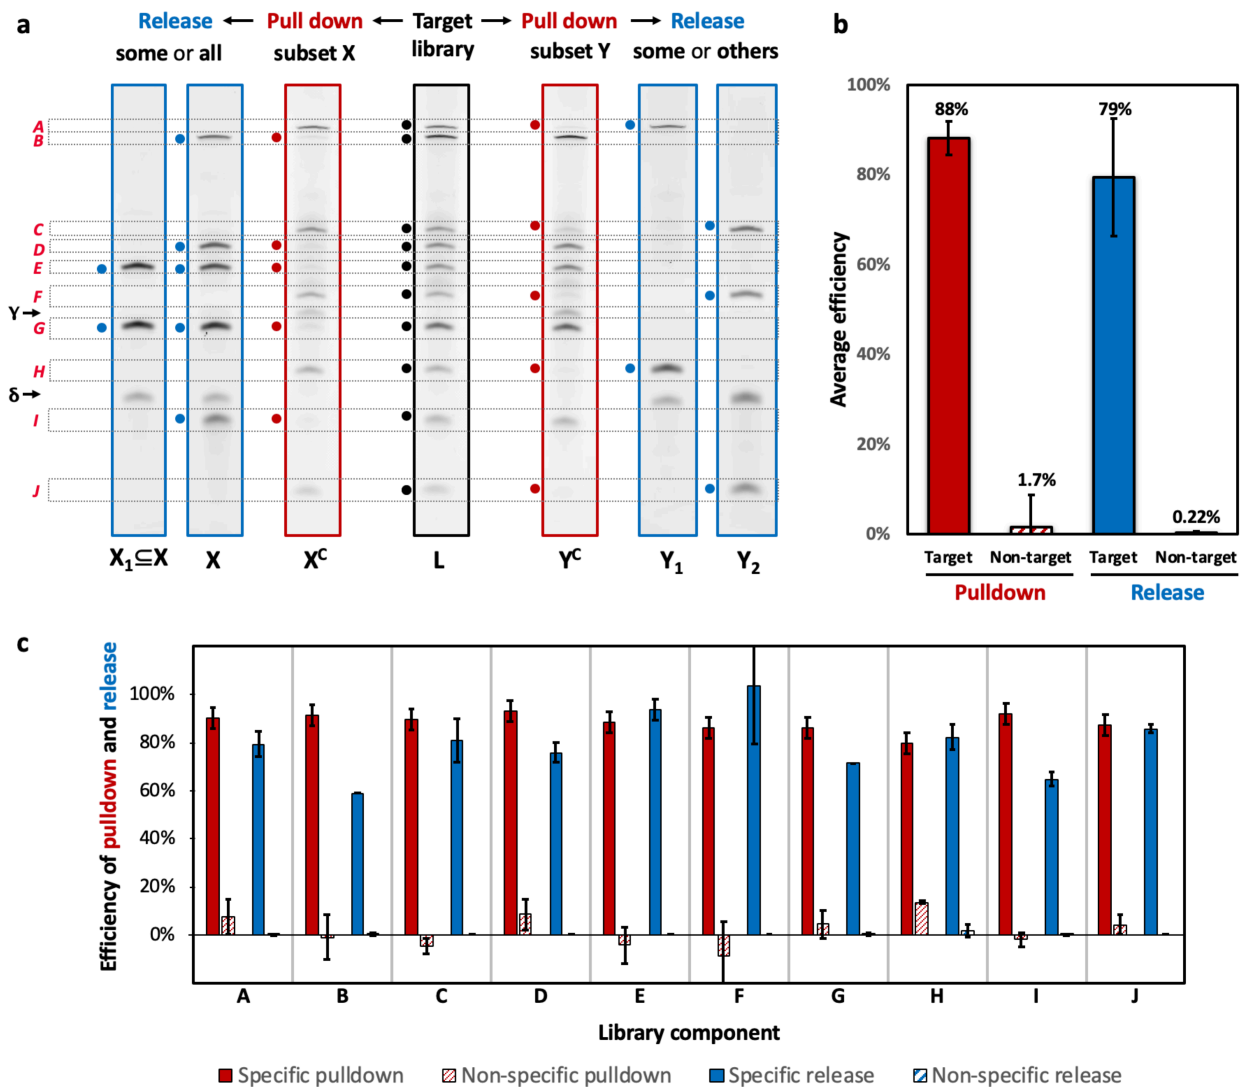 a
Release ← Pull down ← Target → Pull down → Release
some or all subset X library subset Y some or others
A
B
C
D
E
F
γ→
G
H
δ→
I
J
X₁⊆X X Xᶜ L Yᶜ Y₁ Y₂
b
Average efficiency
100%
80%
60%
40%
20%
0%
88%
1.7%
79%
0.22%
Target Non-target Target Non-target
Pulldown Release
c
Efficiency of pulldown and release
100%
80%
60%
40%
20%
0%
A B C D E F G H I J
Library component
Specific pulldown Non-specific pulldown Specific release Non-specific release